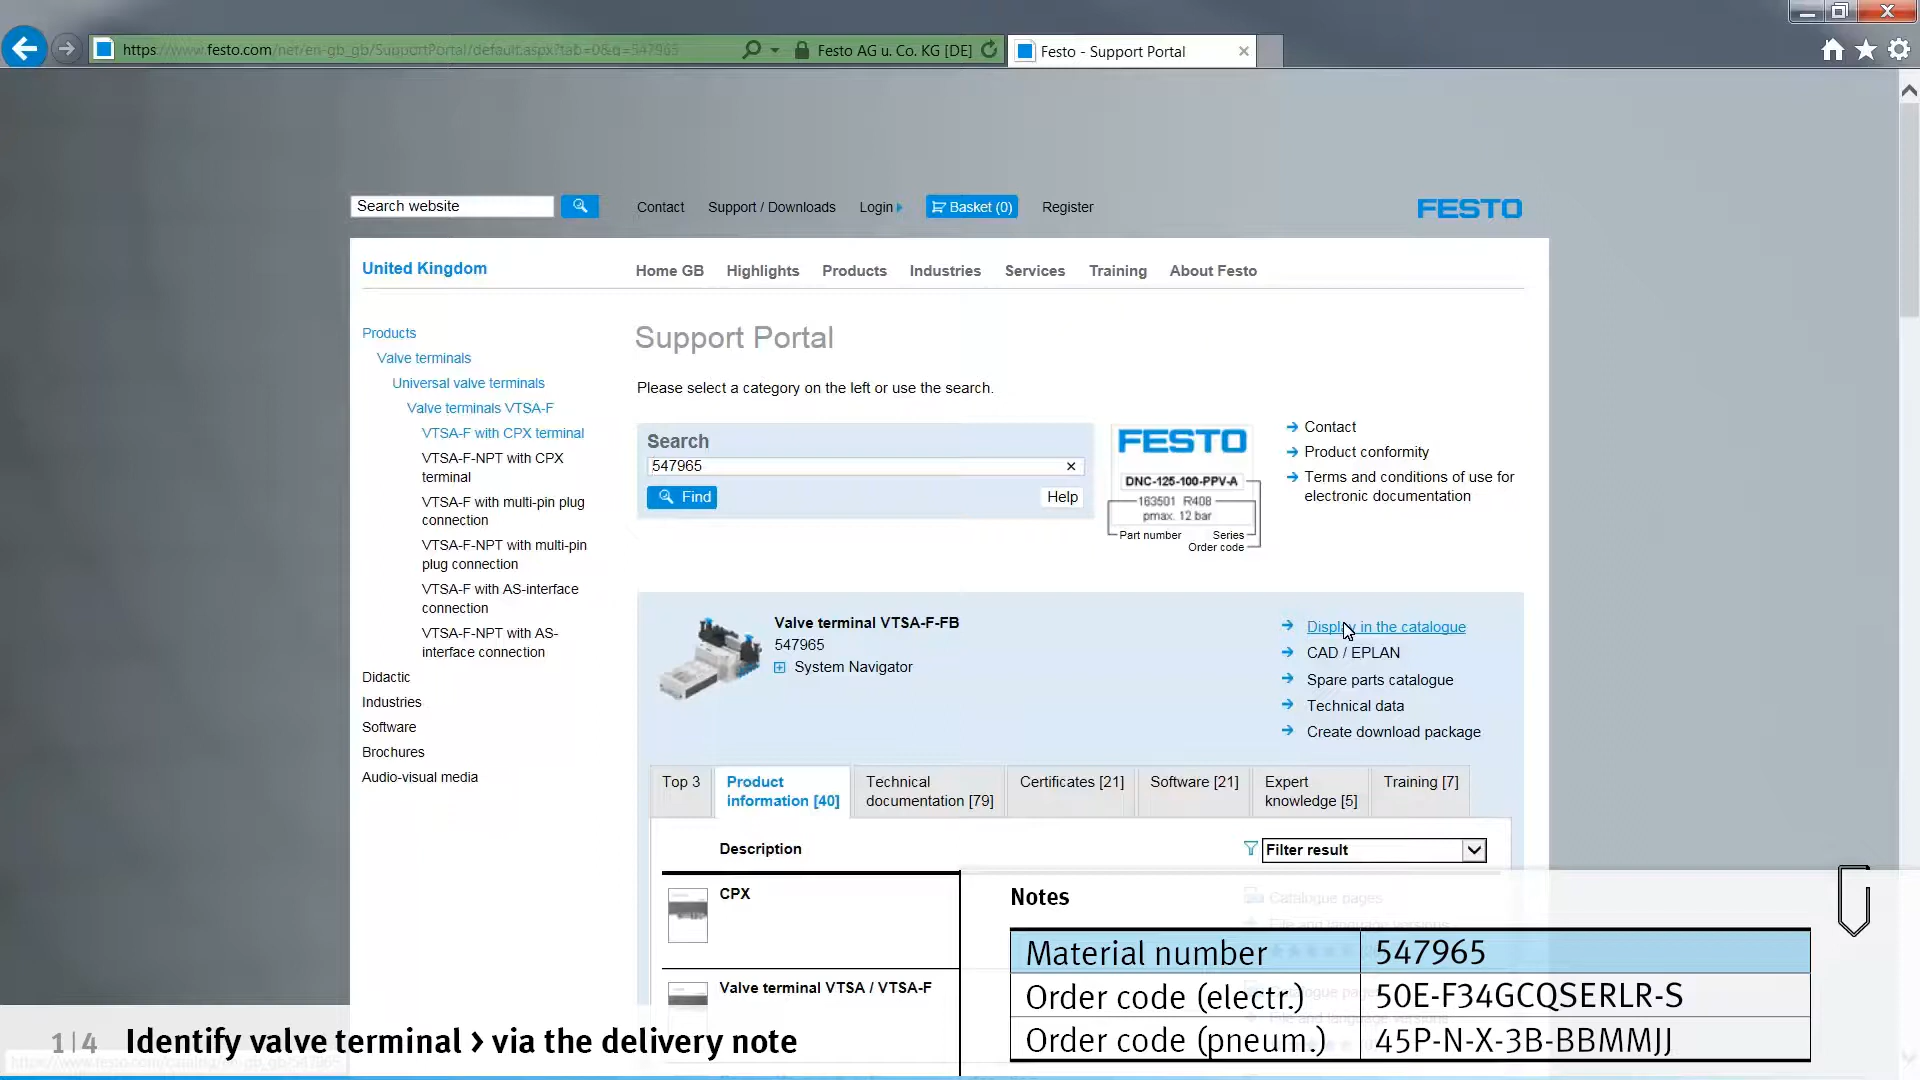 https://www.festo.com/net/en-gb_gb/SupportPortal/default.aspx?tab=0&q=547965
Festo AG u. Co. KG [DE]
Festo - Support Portal
Search website
Contact
Support / Downloads
Login
Basket (0)
Register
FESTO
United Kingdom
Home GB
Highlights
Products
Industries
Services
Training
About Festo
Products
Valve terminals
Universal valve terminals
Valve terminals VTSA-F
VTSA-F with CPX terminal
VTSA-F-NPT with CPX
terminal
VTSA-F with multi-pin plug
connection
VTSA-F-NPT with multi-pin
plug connection
VTSA-F with AS-interface
connection
VTSA-F-NPT with AS-
interface connection
Didactic
Industries
Software
Brochures
Audio-visual media
Support Portal
Please select a category on the left or use the search.
Search
547965
Find
Help
FESTO
DNC-125-100-PPV-A
163501 R408
pmax. 12 bar
Part number
Series
Order code
Contact
Product conformity
Terms and conditions of use for
electronic documentation
Valve terminal VTSA-F-FB
547965
System Navigator
Display in the catalogue
CAD / EPLAN
Spare parts catalogue
Technical data
Create download package
Top 3
Product
information [40]
Technical
documentation [79]
Certificates [21]
Software [21]
Expert
knowledge [5]
Training [7]
Description
Filter result
CPX
Catalogue pages
File and language versions
Valve terminal VTSA / VTSA-F
Notes
Material number 547965
Order code (electr.) 50E-F34GCQSERLR-S
Order code (pneum.) 45P-N-X-3B-BBMMJJ
1|4 Identify valve terminal > via the delivery note